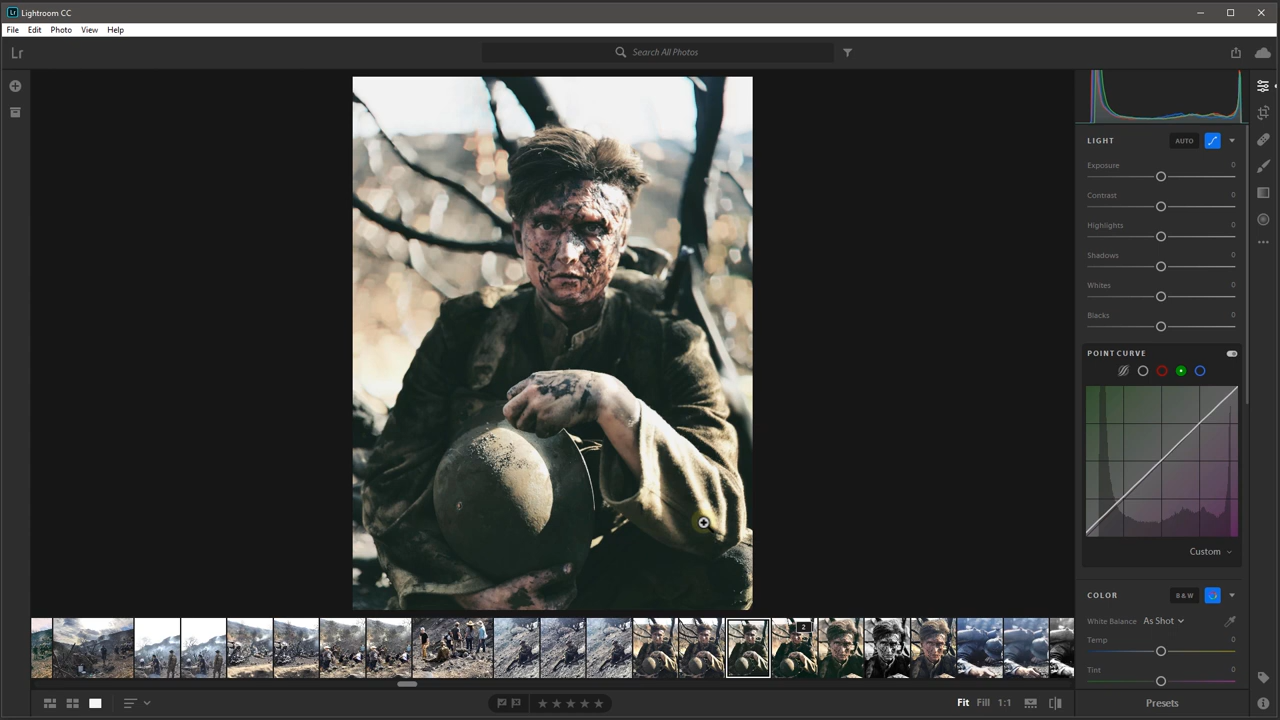 Lr Lightroom CC
File Edit Photo View Help
Lr Search All Photos
LIGHT AUTO
Exposure 0
Contrast 0
Highlights 0
Shadows 0
Whites 0
Blacks 0
POINT CURVE
Custom
COLOR B&W
White Balance As Shot
Temp 0
Tint 0
2
Fit Fill 1:1
Presets